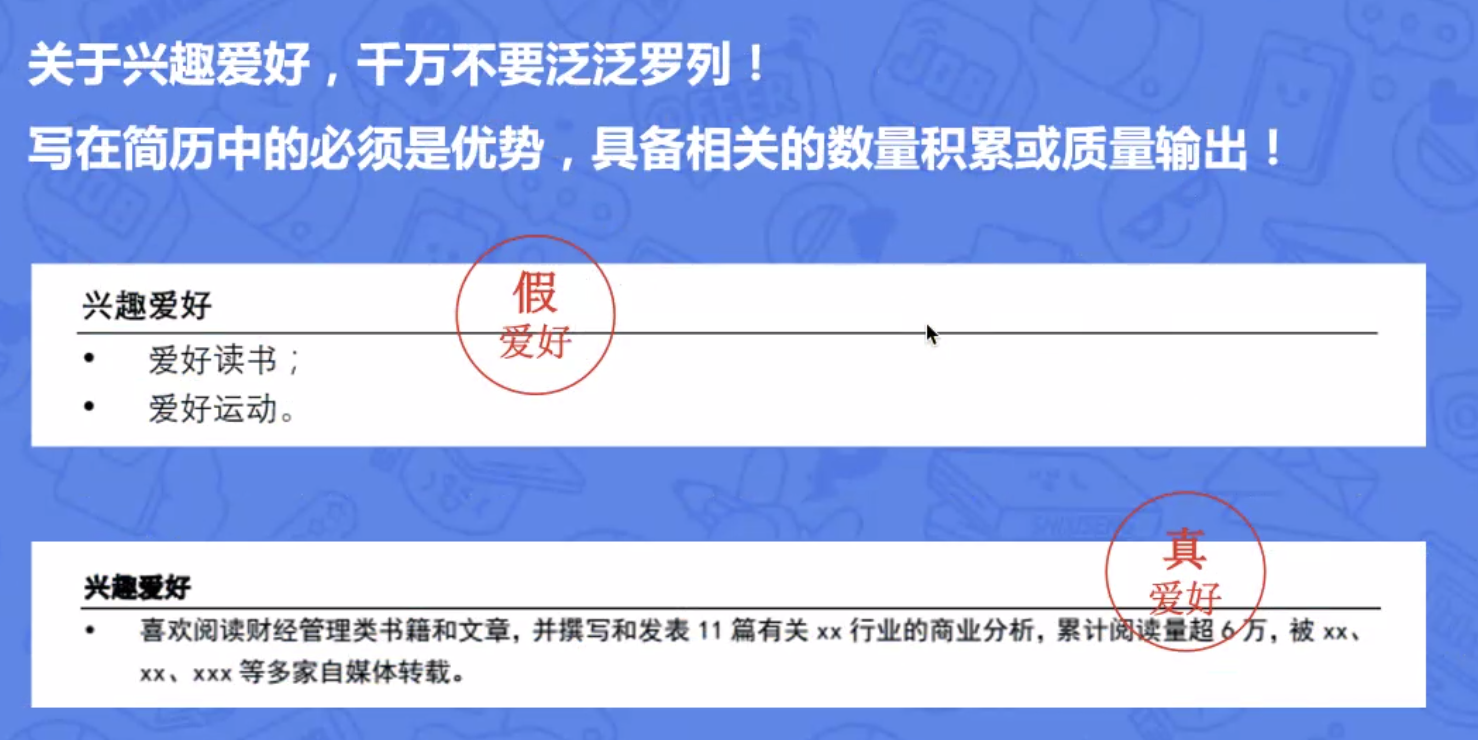 关于兴趣爱好，千万不要泛泛罗列！
写在简历中的必须是优势，具备相关的数量积累或质量输出！
兴趣爱好
假
爱好
• 爱好读书；
• 爱好运动。
真
爱好
兴趣爱好
• 喜欢阅读财经管理类书籍和文章，并撰写和发表 11 篇有关 xx 行业的商业分析，累计阅读量超 6 万，被 xx、
xx、xxx 等多家自媒体转载。